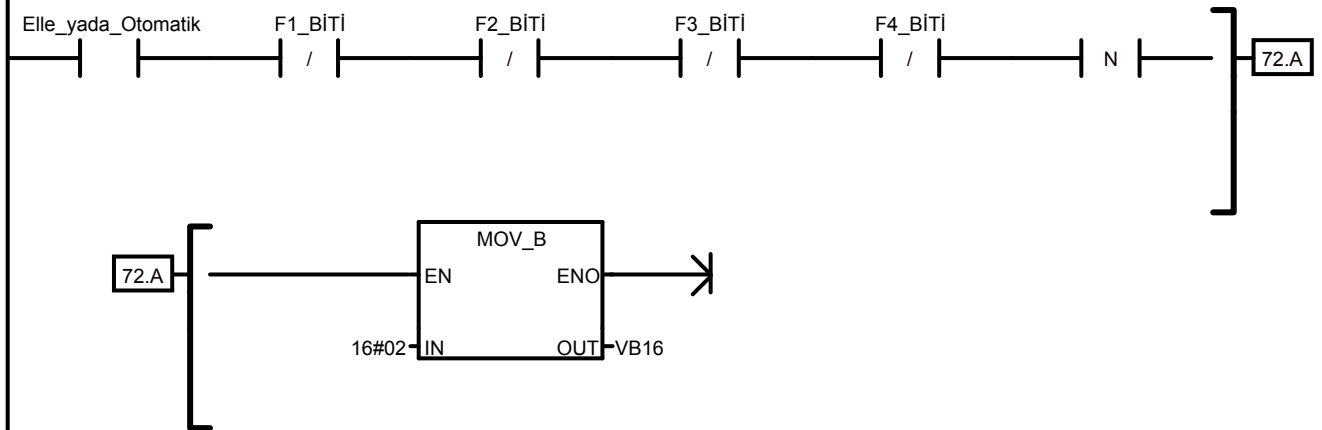 Elle_yada_Otomatik F1_BİTİ F2_BİTİ F3_BİTİ F4_BİTİ
/ / / / N 72.A
MOV_B
72.A EN ENO
16#02 IN OUT VB16